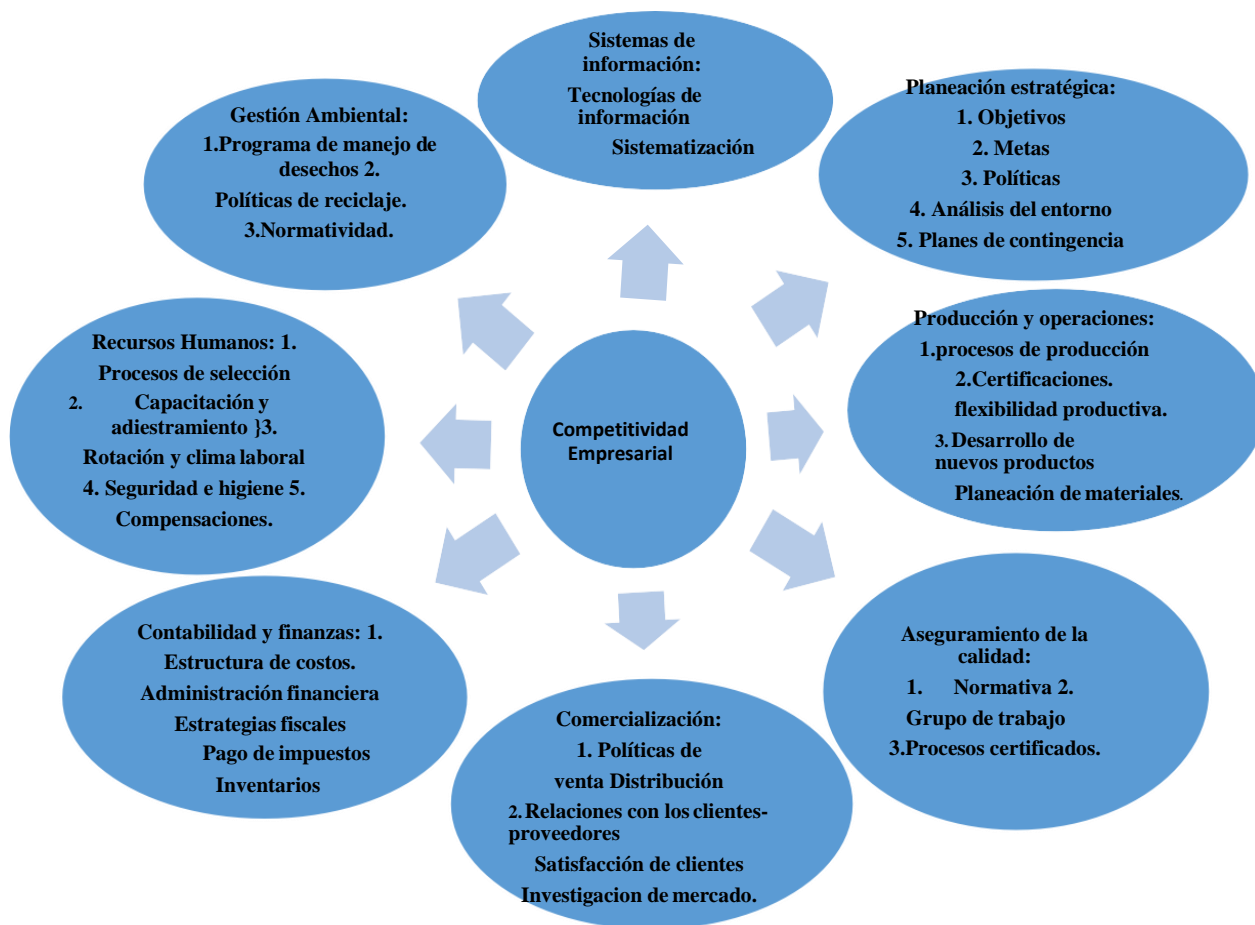 Sistemas de
información:
Tecnologías de
información
Sistematización
Planeación estratégica:
1. Objetivos
2. Metas
3. Políticas
4. Análisis del entorno
5. Planes de contingencia
Producción y operaciones:
1.procesos de producción
2.Certificaciones.
flexibilidad productiva.
3. Desarrollo de
nuevos productos
Planeación de materiales.
Aseguramiento de la
calidad:
1. Normativa 2.
Grupo de trabajo
3.Procesos certificados.
Comercialización:
1. Políticas de
venta Distribución
2. Relaciones con los clientes-
proveedores
Satisfacción de clientes
Investigacion de mercado.
Contabilidad y finanzas: 1.
Estructura de costos.
Administración financiera
Estrategias fiscales
Pago de impuestos
Inventarios
Recursos Humanos: 1.
Procesos de selección
2. Capacitación y
adiestramiento }3.
Rotación y clima laboral
4. Seguridad e higiene 5.
Compensaciones.
Gestión Ambiental:
1.Programa de manejo de
desechos 2.
Políticas de reciclaje.
3.Normatividad.
Competitividad
Empresarial